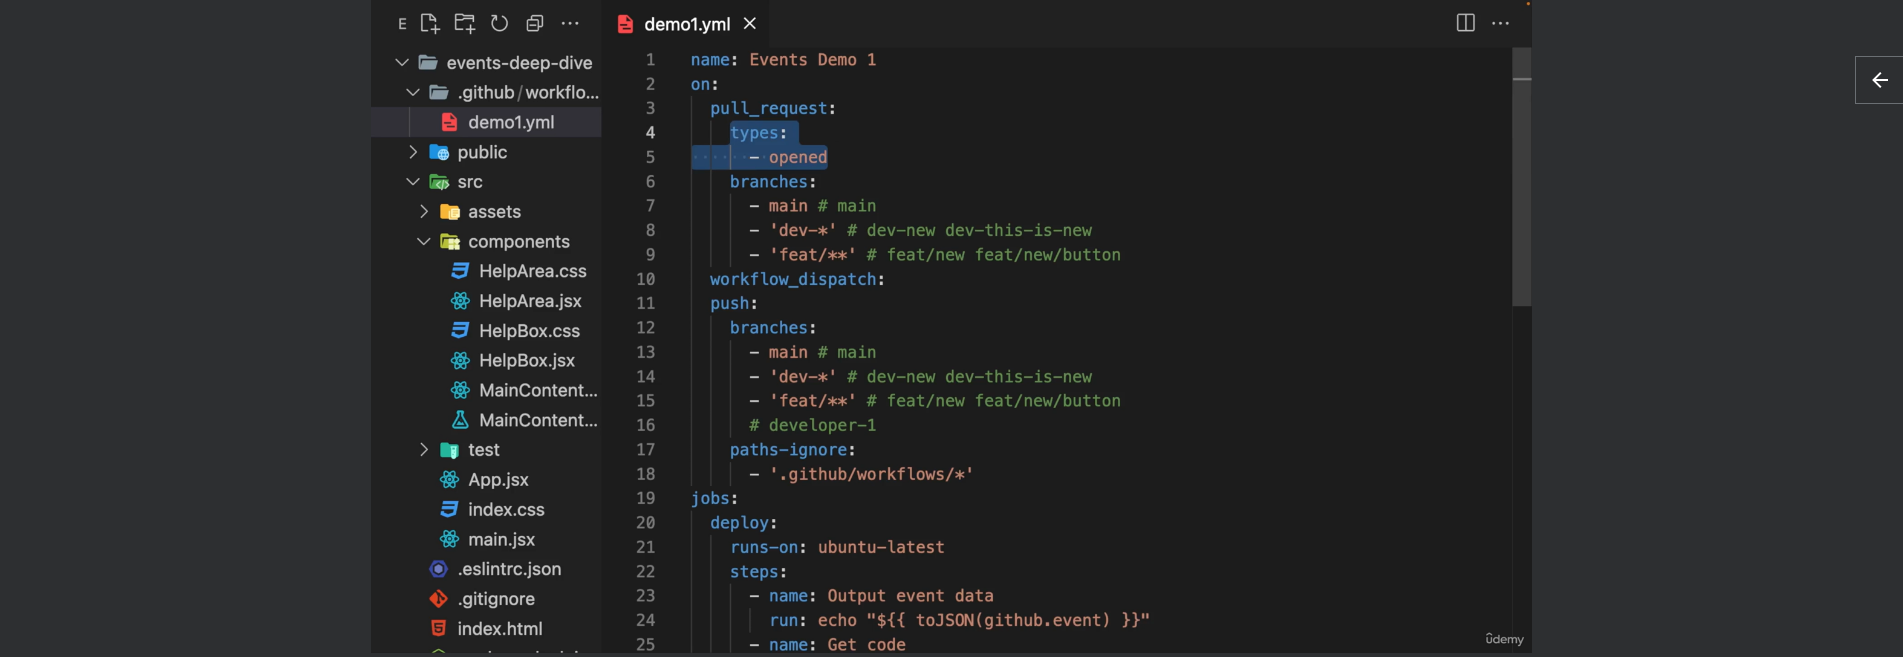 E
demo1.yml
events-deep-dive
.github/workflo...
demo1.yml
public
src
assets
components
HelpArea.css
HelpArea.jsx
HelpBox.css
HelpBox.jsx
MainContent...
MainContent...
test
App.jsx
index.css
main.jsx
.eslintrc.json
.gitignore
index.html
1 name: Events Demo 1
2 on:
3 pull_request:
4 types:
5 - opened
6 branches:
7 - main # main
8 - 'dev-*' # dev-new dev-this-is-new
9 - 'feat/**' # feat/new feat/new/button
10 workflow_dispatch:
11 push:
12 branches:
13 - main # main
14 - 'dev-*' # dev-new dev-this-is-new
15 - 'feat/**' # feat/new feat/new/button
16 # developer-1
17 paths-ignore:
18 - '.github/workflows/*'
19 jobs:
20 deploy:
21 runs-on: ubuntu-latest
22 steps:
23 - name: Output event data
24 run: echo "${{ toJSON(github.event) }}"
25 - name: Get code
ûdemy